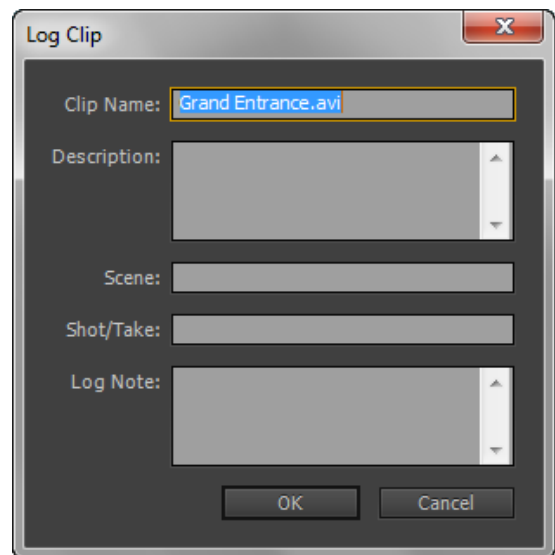 Log Clip
Clip Name: Grand Entrance.avi
Description:
Scene:
Shot/Take:
Log Note:
OK Cancel